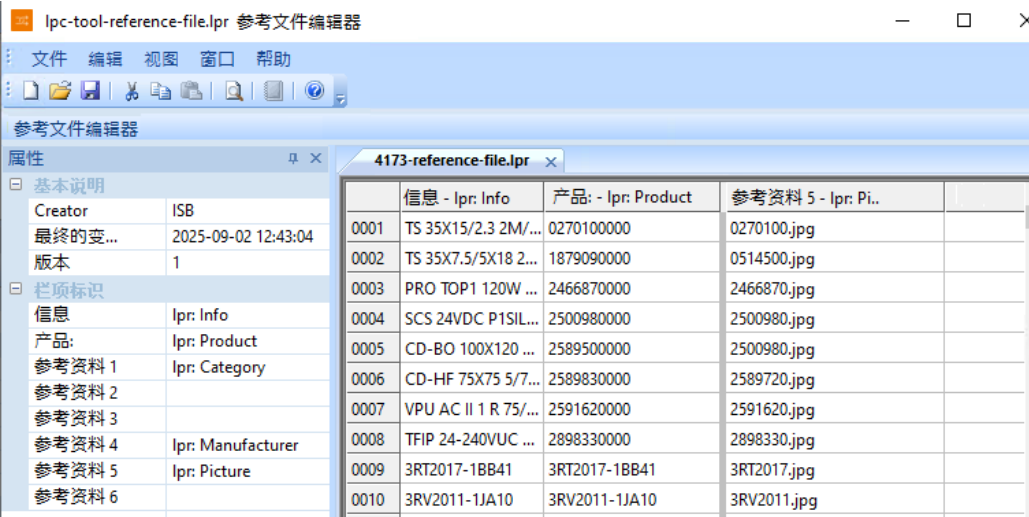 lpc-tool-reference-file.lpr 参考文件编辑器
文件 编辑 视图 窗口 帮助
参考文件编辑器
属性
基本说明
Creator ISB
最终的变... 2025-09-02 12:43:04
版本 1
栏项标识
信息 lpr: Info
产品: lpr: Product
参考资料 1 lpr: Category
参考资料 2
参考资料 3
参考资料 4 lpr: Manufacturer
参考资料 5 lpr: Picture
参考资料 6
4173-reference-file.lpr
信息 - lpr: Info 产品: - lpr: Product 参考资料 5 - lpr: Pi..
0001 TS 35X15/2.3 2M/... 0270100000 0270100.jpg
0002 TS 35X7.5/5X18 2... 1879090000 0514500.jpg
0003 PRO TOP1 120W ... 2466870000 2466870.jpg
0004 SCS 24VDC P1SIL... 2500980000 2500980.jpg
0005 CD-BO 100X120 ... 2589500000 2500980.jpg
0006 CD-HF 75X75 5/7... 2589830000 2589720.jpg
0007 VPU AC II 1 R 75/... 2591620000 2591620.jpg
0008 TFIP 24-240VUC ... 2898330000 2898330.jpg
0009 3RT2017-1BB41 3RT2017-1BB41 3RT2017.jpg
0010 3RV2011-1JA10 3RV2011-1JA10 3RV2011.jpg